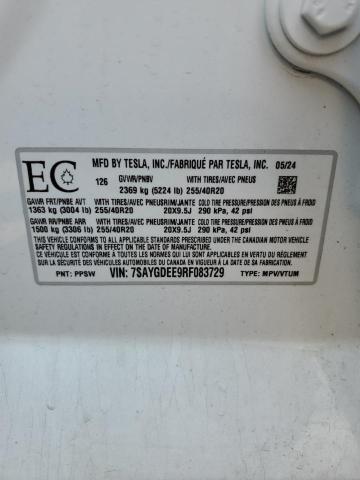 EC
MFD BY TESLA, INC./FABRIQUÉ PAR TESLA, INC. 05/24
126 GVWR/PNBV WITH TIRES/AVEC PNEUS
2369 kg (5224 lb) 255/40R20
GAWR FRT/PNBE AVT WITH TIRES/AVEC PNEUS RIM/JANTE COLD TIRE PRESSURE/PRESSION DES PNEUS À FROID
1363 kg (3004 lb) 255/40R20 20X9.5J 290 kPa, 42 psi
GAWR RR/PNBE ARR WITH TIRES/AVEC PNEUS RIM/JANTE COLD TIRE PRESSURE/PRESSION DES PNEUS À FROID
1500 kg (3306 lb) 255/40R20 20X9.5J 290 kPa, 42 psi
THIS VEHICLE CONFORMS TO ALL APPLICABLE STANDARDS PRESCRIBED UNDER THE CANADIAN MOTOR VEHICLE
SAFETY REGULATIONS IN EFFECT ON THE DATE OF MANUFACTURE
CE VÉHICULE EST CONFORME À TOUTES LES NORMES QUI LUI SONT APPLICABLES EN VERTU DU RÈGLEMENT
SUR LA SÉCURITÉ DES VÉHICULES AUTOMOBILES DU CANADA EN VIGUEUR À LA DATE DE SA FABRICATION
PNT: PPSW VIN: 7SAYGDEE9RF083729 TYPE: MPV/VTUM